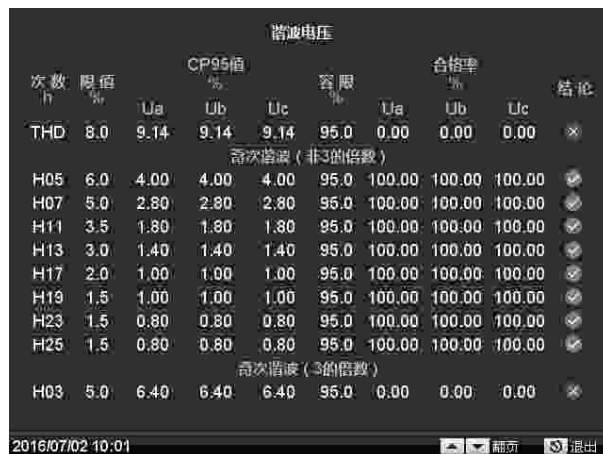 谐波电压
次数 限值 CP95值 容限 合格率 结论
h % % % %
Ua Ub Uc Ua Ub Uc
THD 8.0 9.14 9.14 9.14 95.0 0.00 0.00 0.00
奇次谐波（非3的倍数）
H05 6.0 4.00 4.00 4.00 95.0 100.00 100.00 100.00
H07 5.0 2.80 2.80 2.80 95.0 100.00 100.00 100.00
H11 3.5 1.80 1.80 1.80 95.0 100.00 100.00 100.00
H13 3.0 1.40 1.40 1.40 95.0 100.00 100.00 100.00
H17 2.0 1.00 1.00 1.00 95.0 100.00 100.00 100.00
H19 1.5 1.00 1.00 1.00 95.0 100.00 100.00 100.00
H23 1.5 0.80 0.80 0.80 95.0 100.00 100.00 100.00
H25 1.5 0.80 0.80 0.80 95.0 100.00 100.00 100.00
奇次谐波（3的倍数）
H03 5.0 6.40 6.40 6.40 95.0 0.00 0.00 0.00
2016/07/02 10:01 翻页 退出